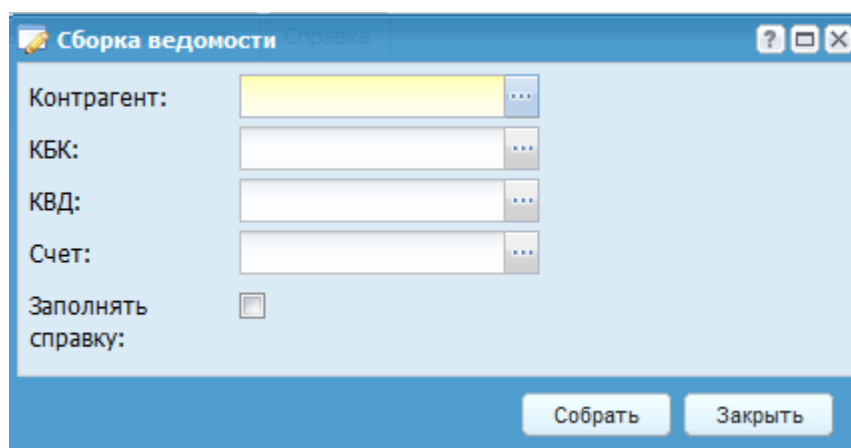 Сборка ведомости
Справка
Контрагент:
КБК:
КВД:
Счет:
Заполнять
справку:
Собрать
Закрыть